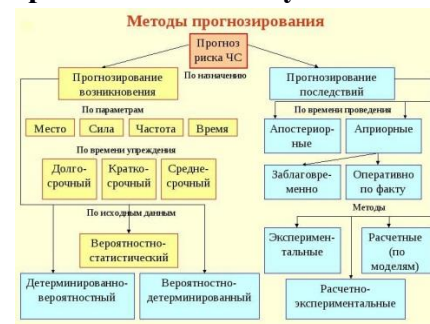 Методы прогнозирования
Прогноз
риска ЧС
По назначению
Прогнозирование
возникновения
Прогнозирование
последствий
По параметрам
Место
Сила
Частота
Время
По времени упреждения
Долго-
срочный
Кратко-
срочный
Средне-
срочный
По исходным данным
Вероятностно-
статистический
Детерминированно-
вероятностный
Вероятностно-
детерминированный
По времени проведения
Апостериор-
ные
Априорные
Заблаговре-
менно
Оперативно
по факту
Методы
Эксперимен-
тальные
Расчетные
(по
моделям)
Расчетно-
экспериментальные